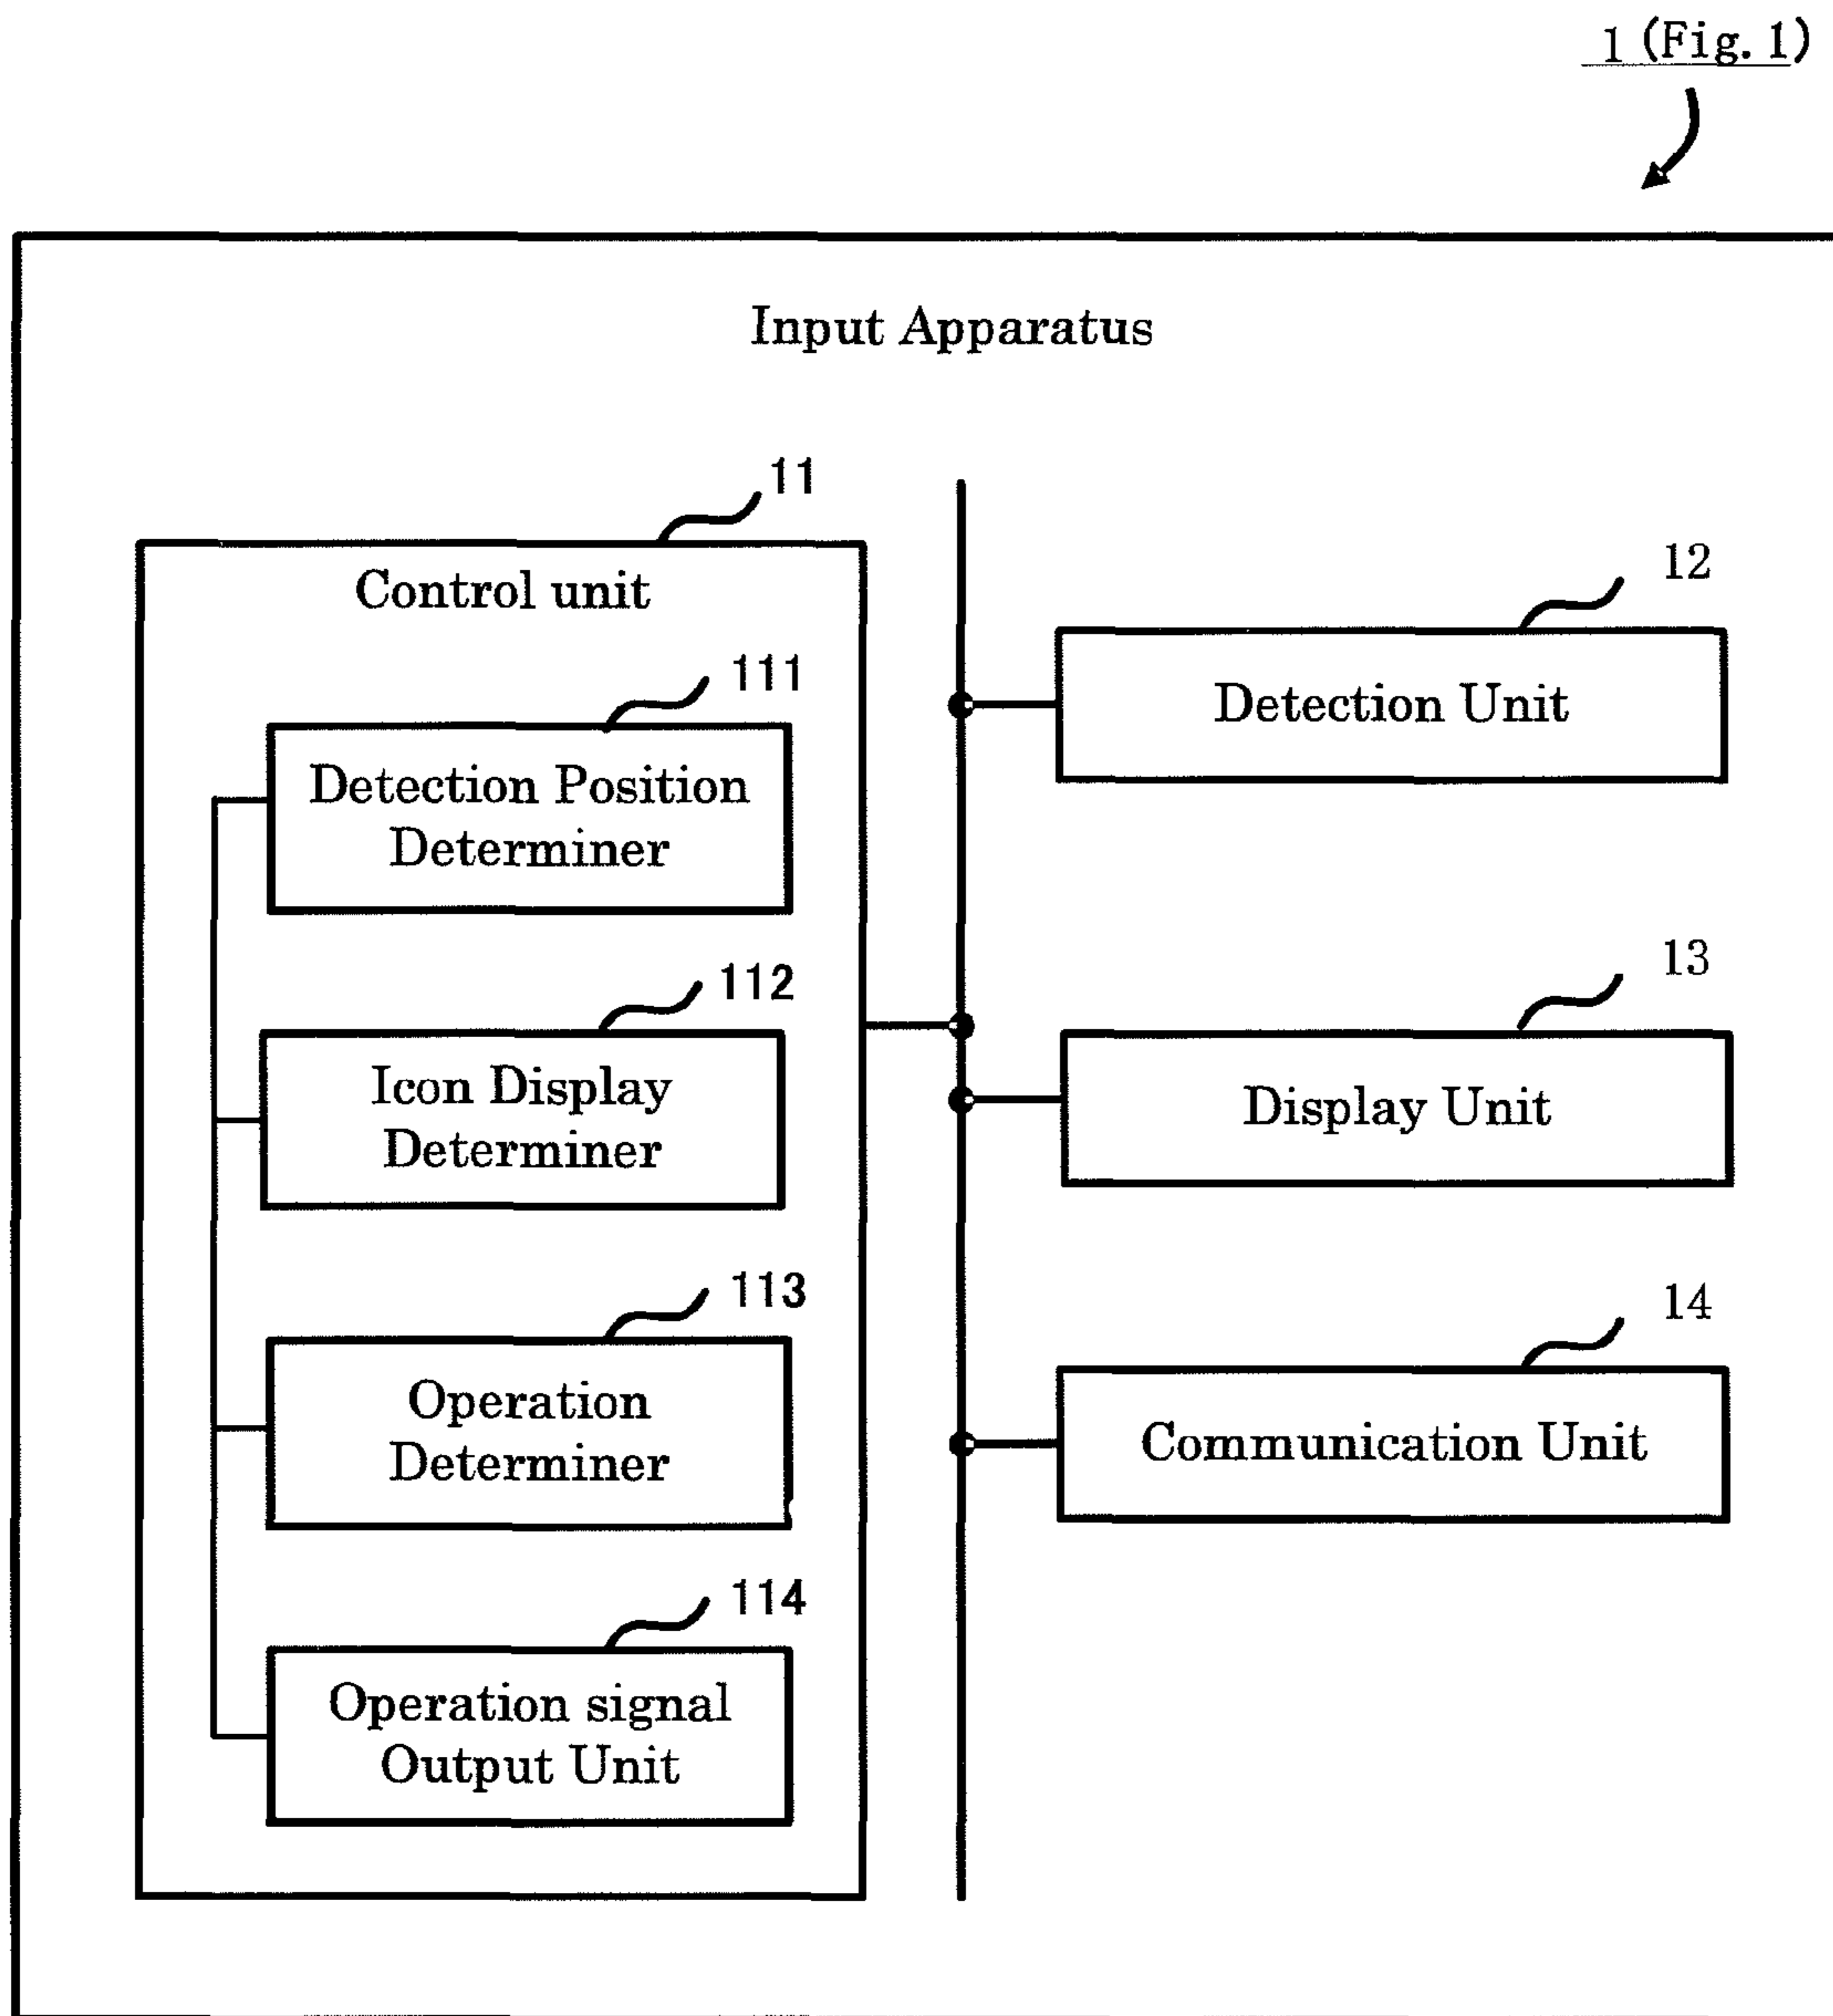 1 (Fig. 1)
Input Apparatus
11
Control unit
111
Detection Position
Determiner
112
Icon Display
Determiner
113
Operation
Determiner
114
Operation signal
Output Unit
12
Detection Unit
13
Display Unit
14
Communication Unit